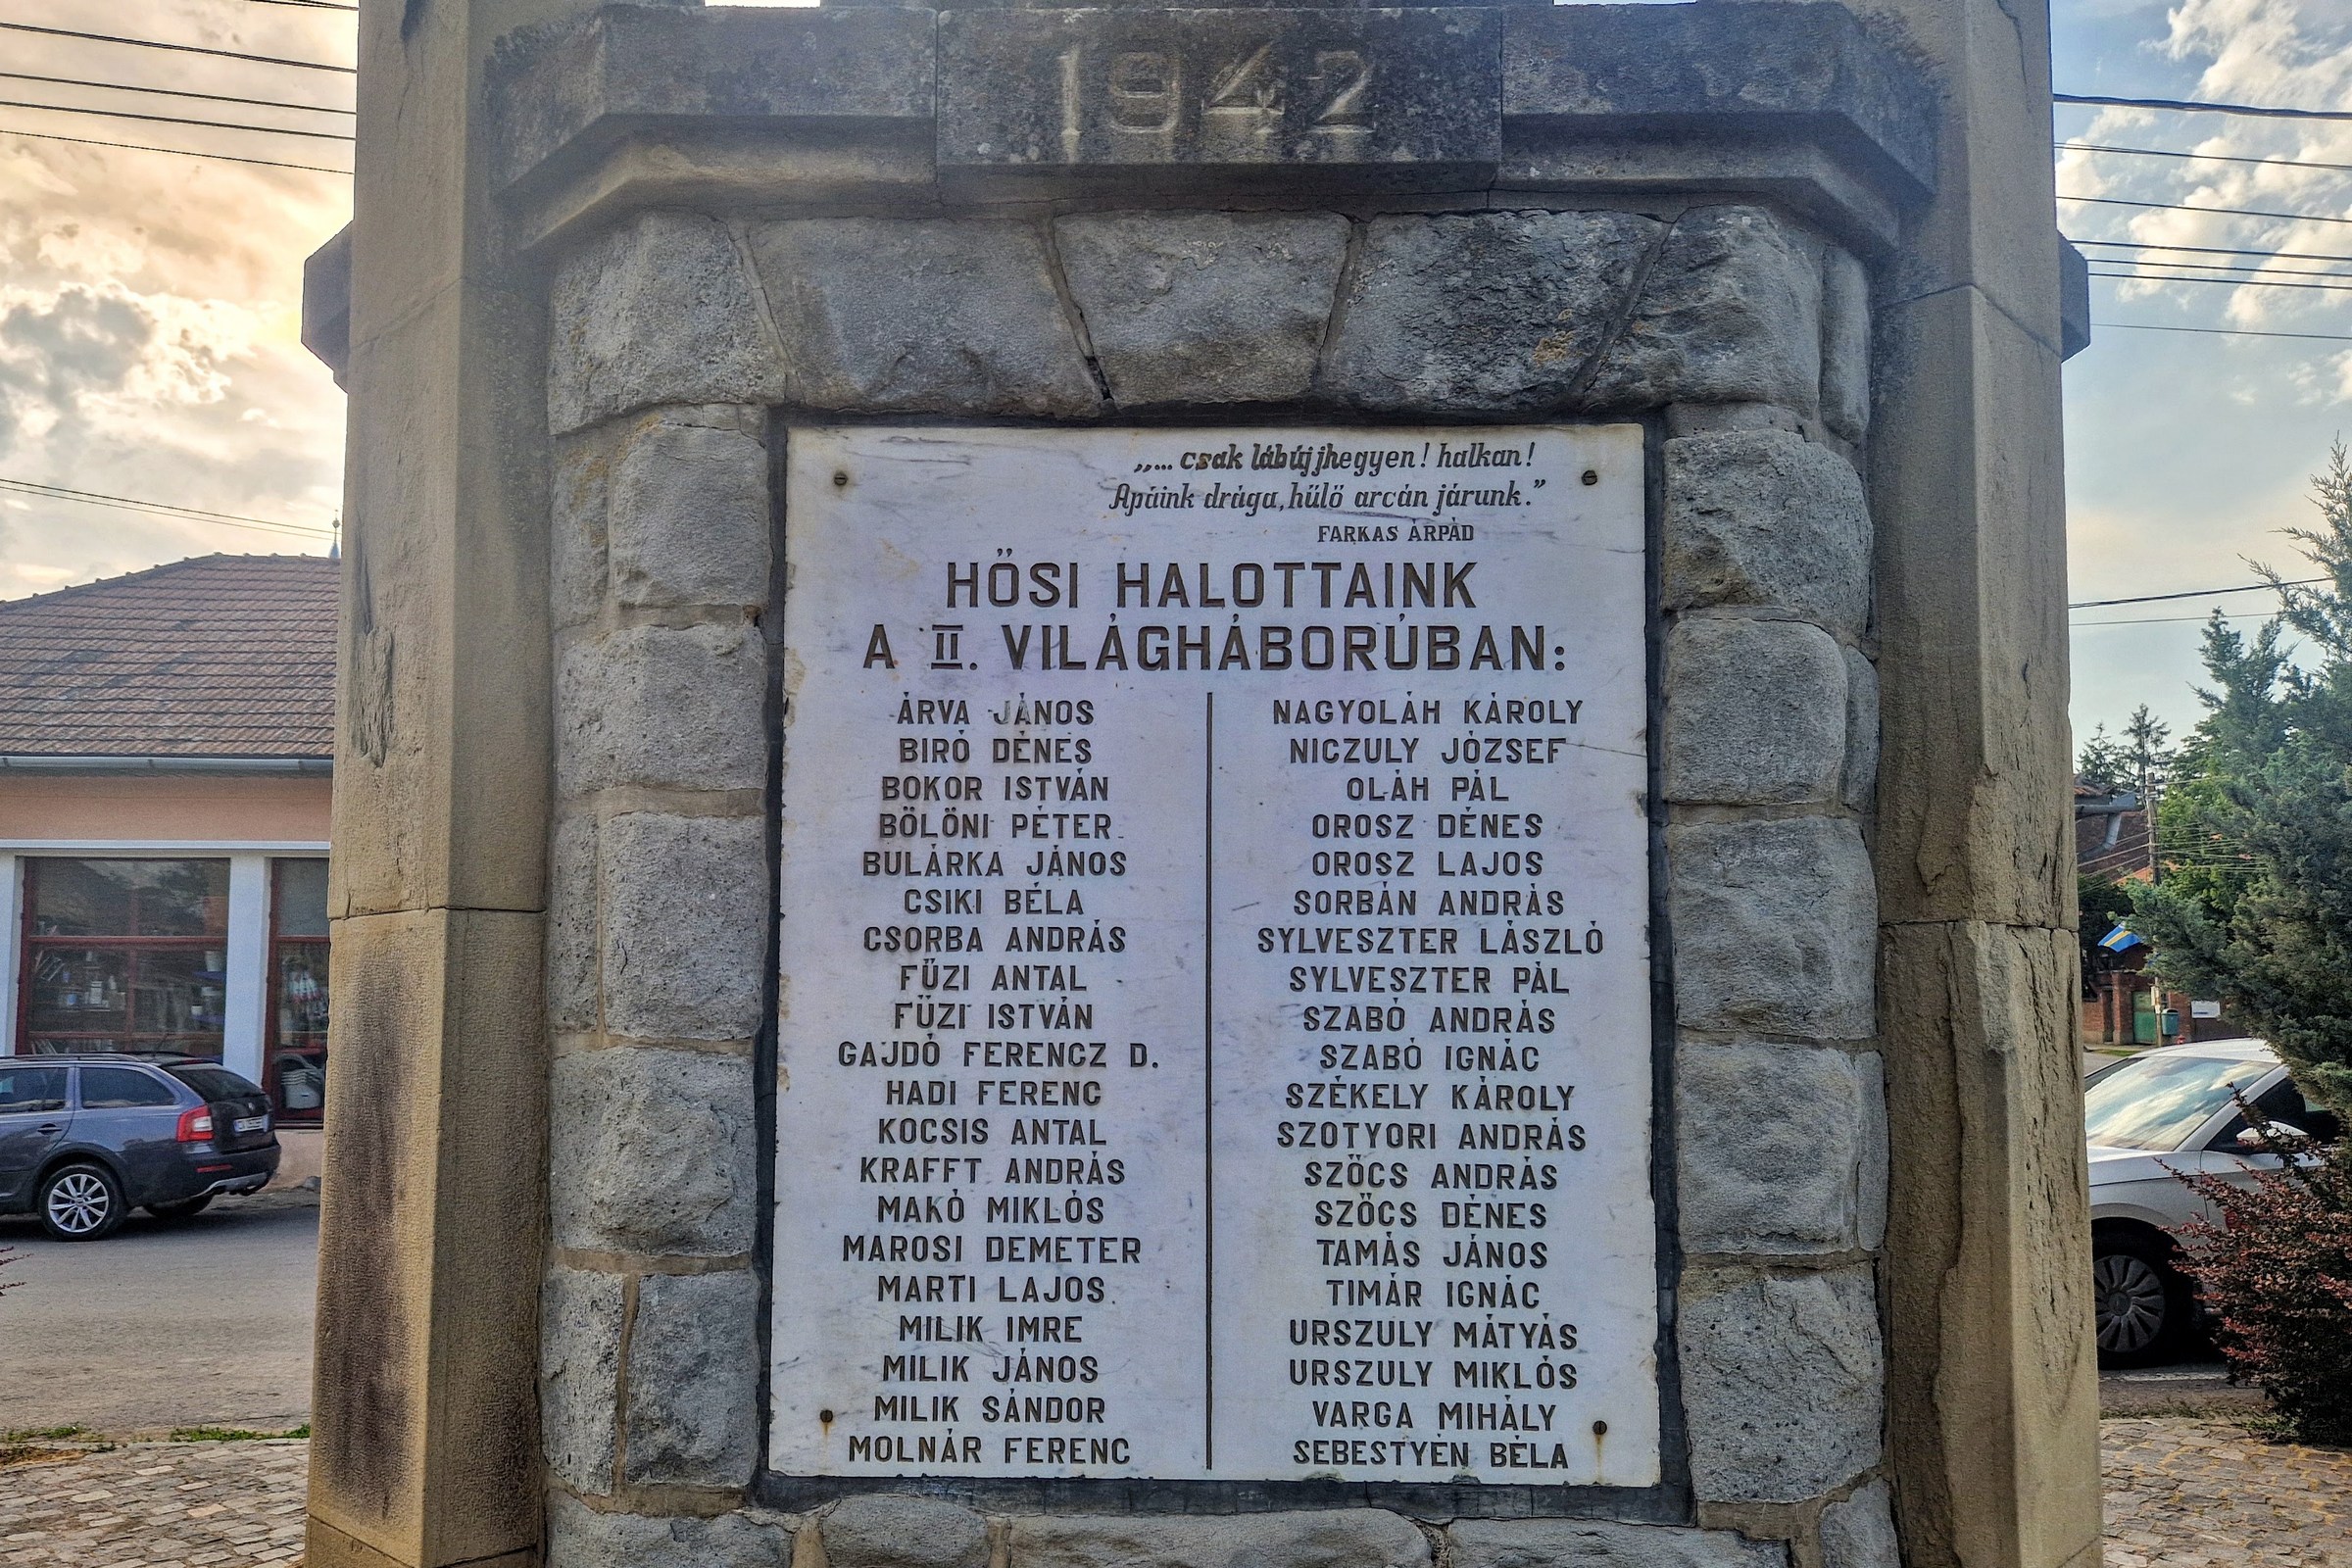 1942
„... csak lábújjhegyen! halkan!
Apáink drága, hűlő arcán járunk.”
FARKAS ÁRPÁD
HŐSI HALOTTAINK
A II. VILÁGHÁBORÚBAN:
ÁRVA JÁNOS
BIRÓ DÉNES
BOKOR ISTVÁN
BÖLÖNI PÉTER
BULÁRKA JÁNOS
CSIKI BÉLA
CSORBA ANDRÁS
FŰZI ANTAL
FŰZI ISTVÁN
GAJDÓ FERENCZ D.
HADI FERENC
KOCSIS ANTAL
KRAFFT ANDRÁS
MAKÓ MIKLÓS
MAROSI DEMETER
MARTI LAJOS
MILIK IMRE
MILIK JÁNOS
MILIK SÁNDOR
MOLNÁR FERENC
NAGYOLÁH KÁROLY
NICZULY JÓZSEF
OLÁH PÁL
OROSZ DÉNES
OROSZ LAJOS
SORBÁN ANDRÁS
SYLVESZTER LÁSZLÓ
SYLVESZTER PÁL
SZABÓ ANDRÁS
SZABÓ IGNÁC
SZÉKELY KÁROLY
SZOTYORI ANDRÁS
SZŐCS ANDRÁS
SZŐCS DÉNES
TAMÁS JÁNOS
TIMÁR IGNÁC
URSZULY MÁTYÁS
URSZULY MIKLÓS
VARGA MIHÁLY
SEBESTYÉN BÉLA